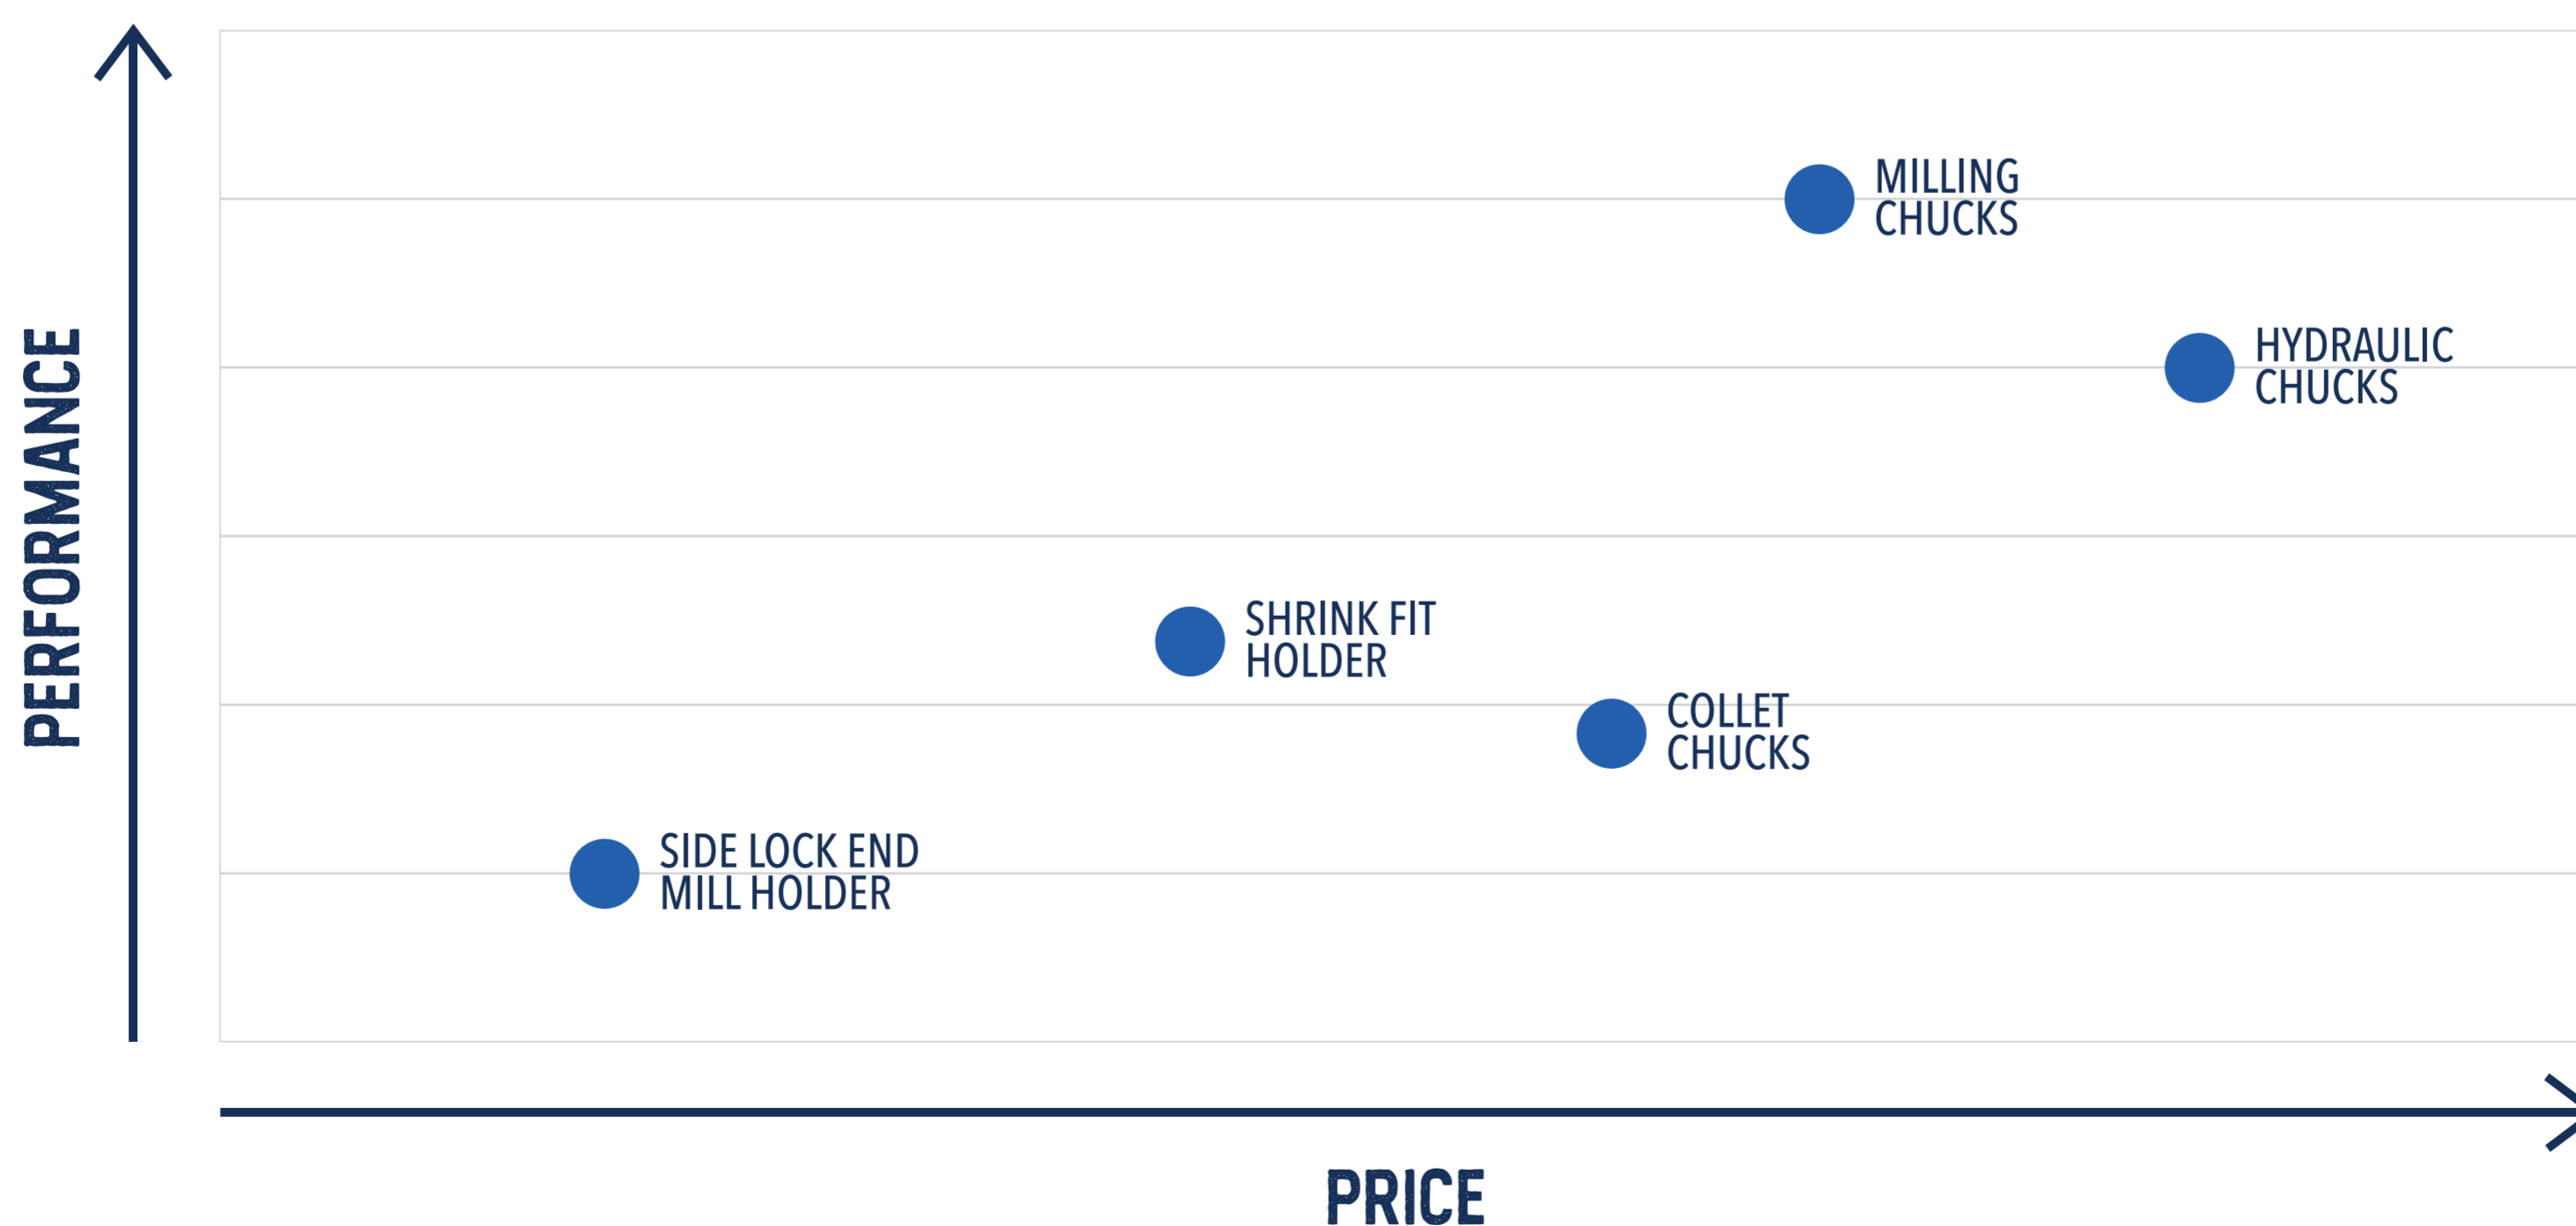 PERFORMANCE
MILLING
CHUCKS
HYDRAULIC
CHUCKS
SHRINK FIT
HOLDER
COLLET
CHUCKS
SIDE LOCK END
MILL HOLDER
PRICE